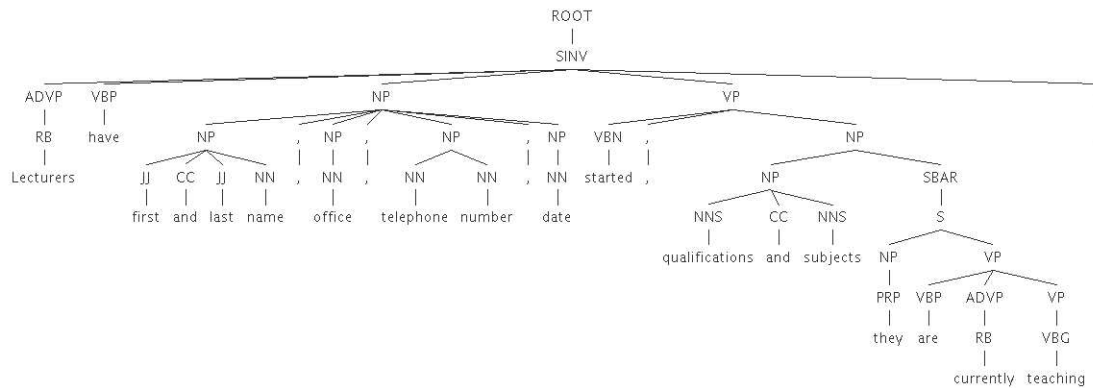 ROOT
SINV
ADVP VBP NP VP
RB have NP , NP , NP , NP VBN , NP
Lecturers JJ CC JJ NN , NN , NN NN , NN started , NP SBAR
first and last name office telephone number date NNS CC NNS S
qualifications and subjects NP VP
PRP VBP ADVP VP
they are RB VBG
currently teaching